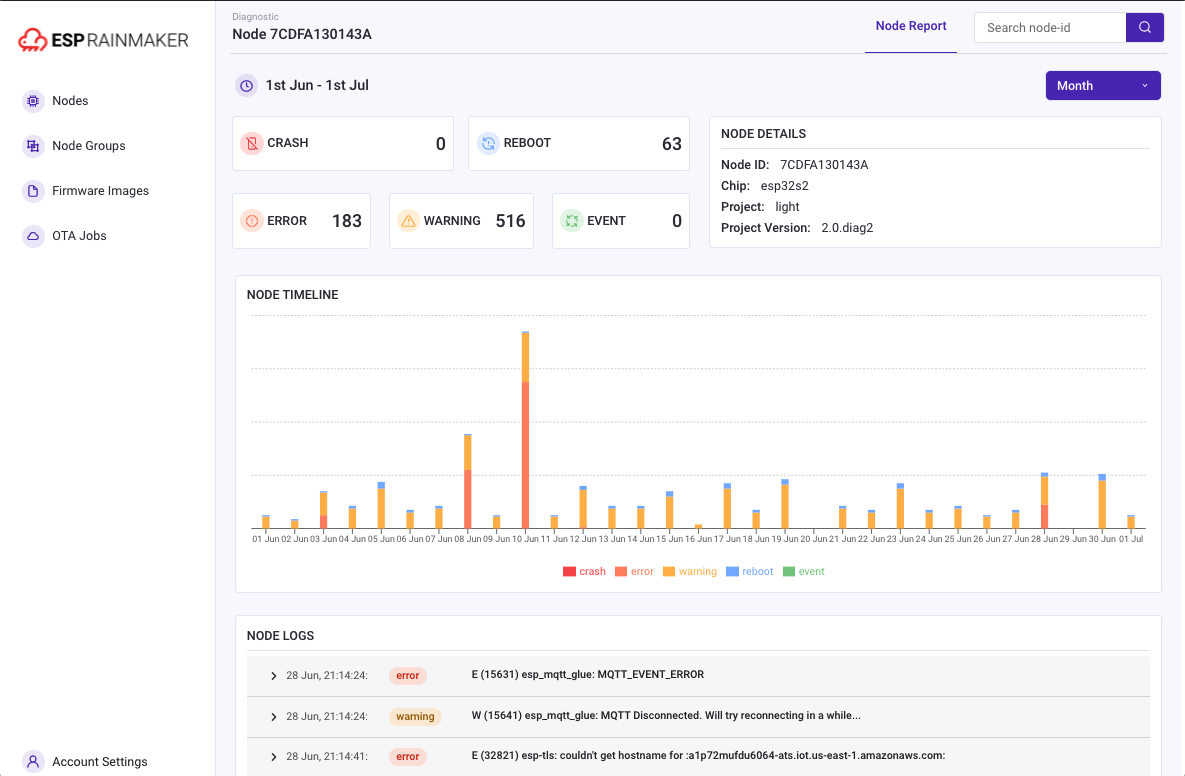 Diagnostic
Node 7CDFA130143A
Node Report
Search node-id
ESP RAINMAKER
Nodes
Node Groups
Firmware Images
OTA Jobs
Account Settings
1st Jun - 1st Jul
Month
CRASH 0
REBOOT 63
ERROR 183
WARNING 516
EVENT 0
NODE DETAILS
Node ID: 7CDFA130143A
Chip: esp32s2
Project: light
Project Version: 2.0.diag2
NODE TIMELINE
01 Jun 02 Jun 03 Jun 04 Jun 05 Jun 06 Jun 07 Jun 08 Jun 09 Jun 10 Jun 11 Jun 12 Jun 13 Jun 14 Jun 15 Jun 16 Jun 17 Jun 18 Jun 19 Jun 20 Jun 21 Jun 22 Jun 23 Jun 24 Jun 25 Jun 26 Jun 27 Jun 28 Jun 29 Jun 30 Jun 01 Jul
crash error warning reboot event
NODE LOGS
28 Jun, 21:14:24: error E (15631) esp_mqtt_glue: MQTT_EVENT_ERROR
28 Jun, 21:14:24: warning W (15641) esp_mqtt_glue: MQTT Disconnected. Will try reconnecting in a while...
28 Jun, 21:14:41: error E (32821) esp-tls: couldn't get hostname for :a1p72mufdu6064-ats.iot.us-east-1.amazonaws.com: